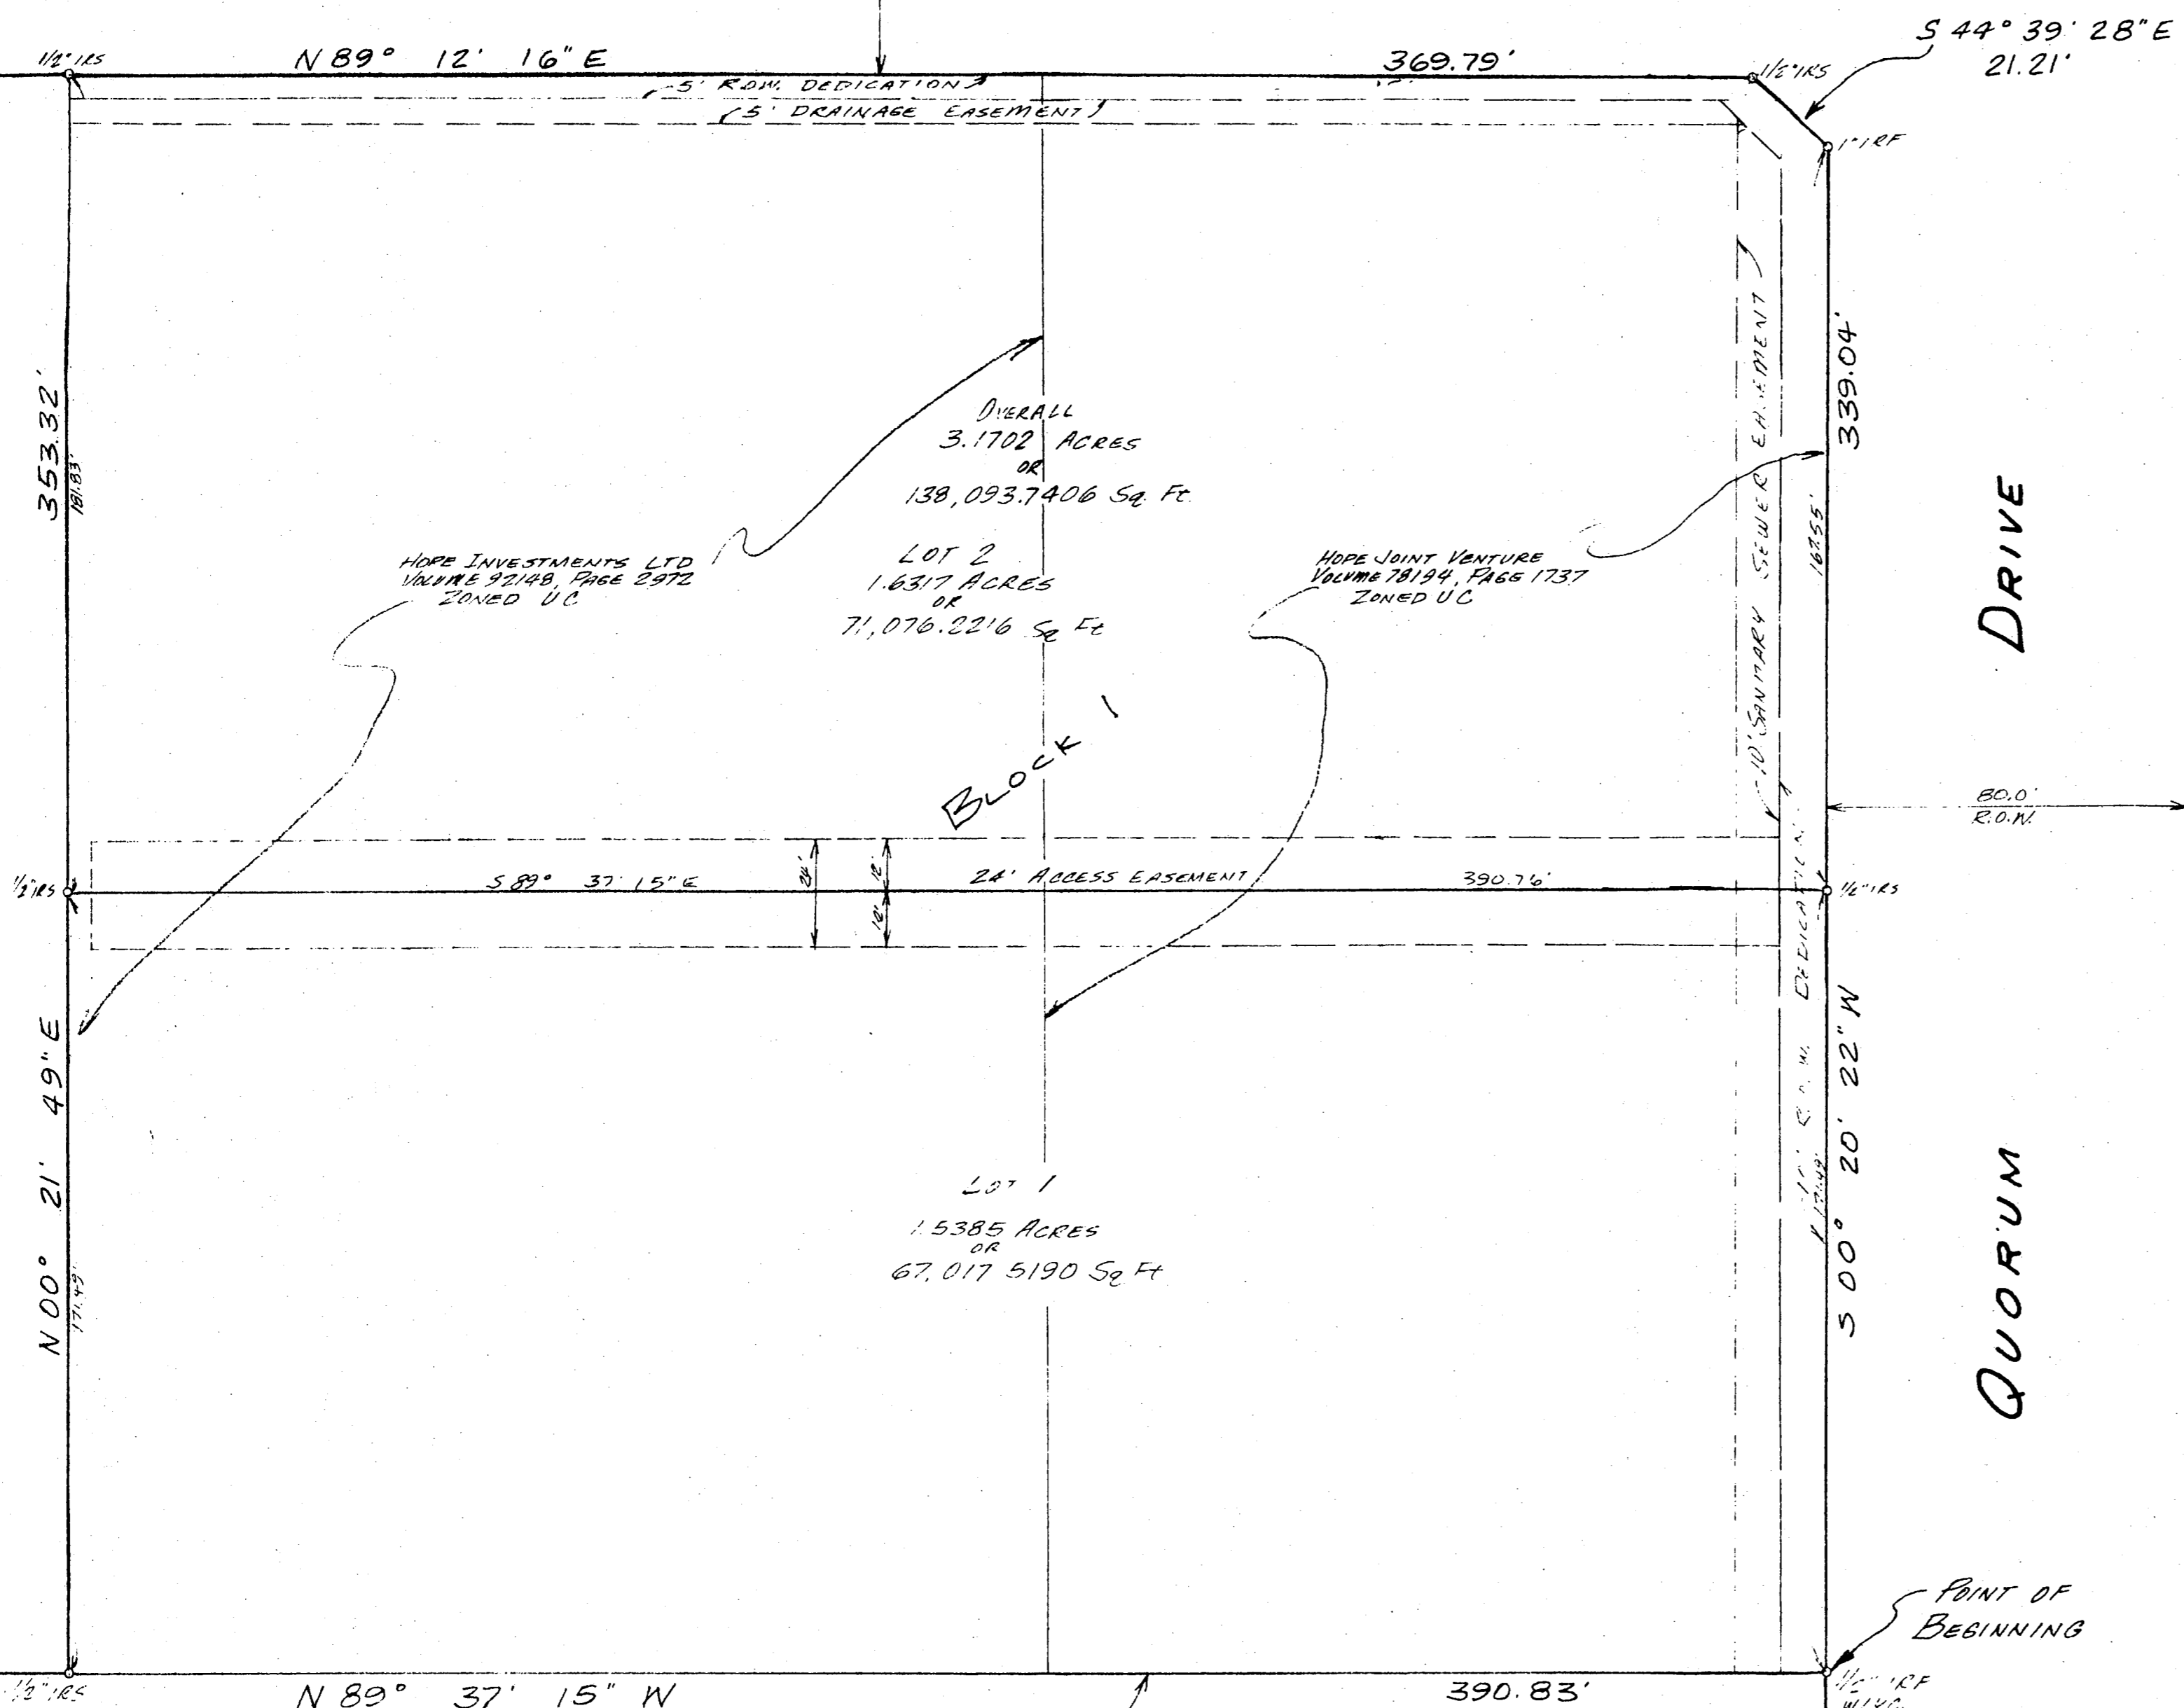 S 44° 39' 28" E
21.21'
1/2" IRS
N 89° 12' 16" E
369.79'
1/2" IRS
5' R.O.W. DEDICATION
5' DRAINAGE EASEMENT
1" IRF
353.32'
181.83'
339.04'
167.55'
10' SANITARY SEWER EASEMENT
OVERALL
3.1702 ACRES
OR
138,093.7406 Sq. Ft.
HOPE INVESTMENTS LTD
VOLUME 92148, PAGE 2972
ZONED UC
LOT 2
1.6317 ACRES
OR
71,076.2216 Sq Ft
HOPE JOINT VENTURE
VOLUME 78194, PAGE 1737
ZONED UC
DRIVE
BLOCK 1
80.0'
R.O.W.
1/2" IRS
S 89° 37' 15" E
24'
12'
12'
24' ACCESS EASEMENT
390.76'
1/2" IRS
R.O.W. DEDICATION
171.49'
N 00° 21' 49" E
171.49'
S 00° 20' 22" W
LOT 1
1.5385 ACRES
OR
67,017 5190 Sq Ft
QUORUM
POINT OF
BEGINNING
1/2" IRS
N 89° 37' 15" W
390.83'
1/2" IRF